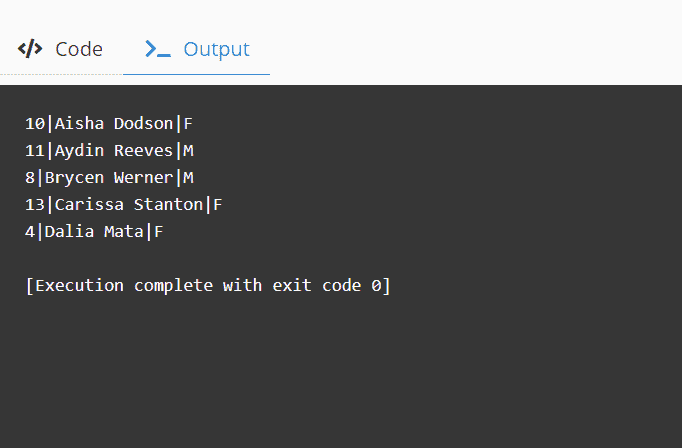 </> Code >_ Output
10|Aisha Dodson|F
11|Aydin Reeves|M
8|Brycen Werner|M
13|Carissa Stanton|F
4|Dalia Mata|F
[Execution complete with exit code 0]